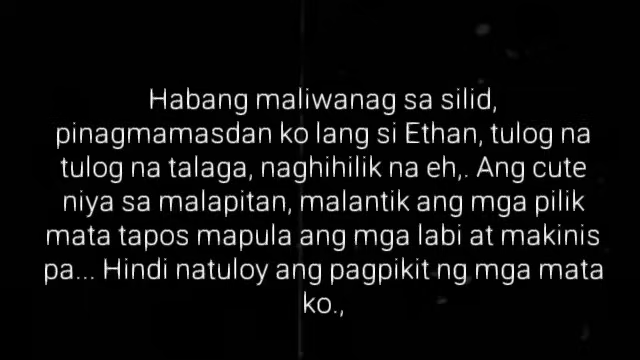 Habang maliwanag sa silid,
pinagmamasdan ko lang si Ethan, tulog na
tulog na talaga, naghihilik na eh,. Ang cute
niya sa malapitan, malantik ang mga pilik
mata tapos mapula ang mga labi at makinis
pa... Hindi natuloy ang pagpikit ng mga mata
ko.,